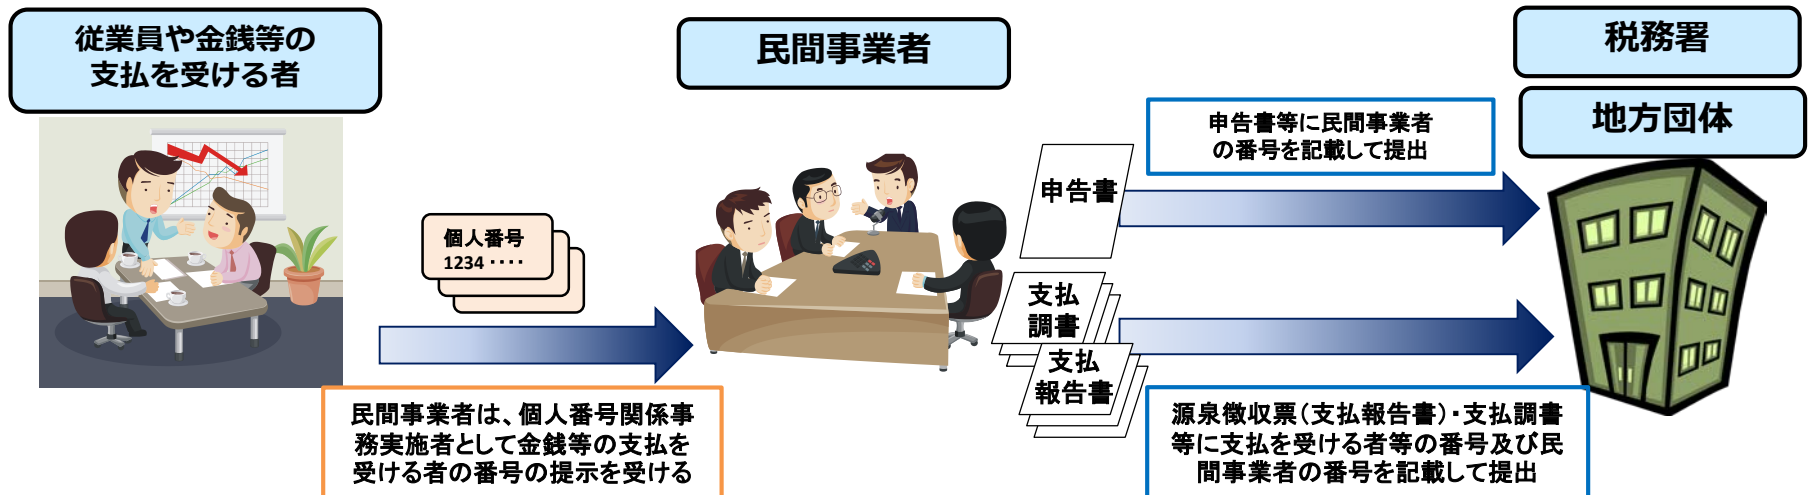 従業員や金銭等の
支払を受ける者
民間事業者
税務署
地方団体
個人番号
1234 ‥‥
民間事業者は、個人番号関係事
務実施者として金銭等の支払を
受ける者の番号の提示を受ける
申告書
申告書等に民間事業者
の番号を記載して提出
支払
調書
支払
報告書
源泉徴収票（支払報告書）・支払調書
等に支払を受ける者等の番号及び民
間事業者の番号を記載して提出